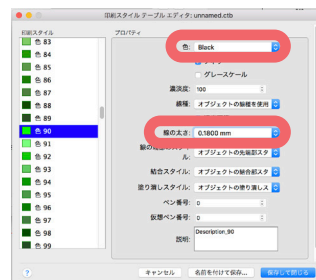 印刷スタイル テーブル エディタ: unnamed.ctb
印刷スタイル
プロパティ
色 83
色 84
色 85
色 86
色 87
色 88
色 89
色 90
色 91
色 92
色 93
色 94
色 95
色 96
色 97
色 98
色 99
色: Black
グレースケール
濃淡度: 100
線種: オブジェクトの線種を使用
線の太さ: 0.1800 mm
オブジェクトの先端部スタ
結合スタイル: オブジェクトの結合部スタ
塗り潰しスタイル: オブジェクトの塗り潰しス
ペン番号: 0
仮想ペン番号: 0
説明: Description_90
?
キャンセル
名前を付けて保存...
保存して閉じる